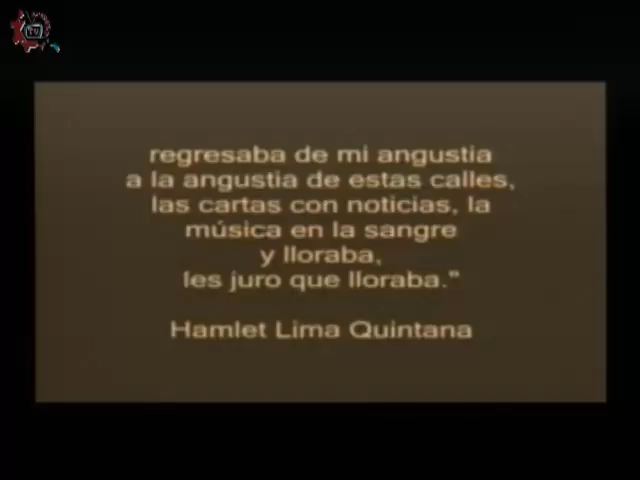 TV
regresaba de mi angustia
a la angustia de estas calles,
las cartas con noticias, la
música en la sangre
y lloraba,
les juro que lloraba."
Hamlet Lima Quintana